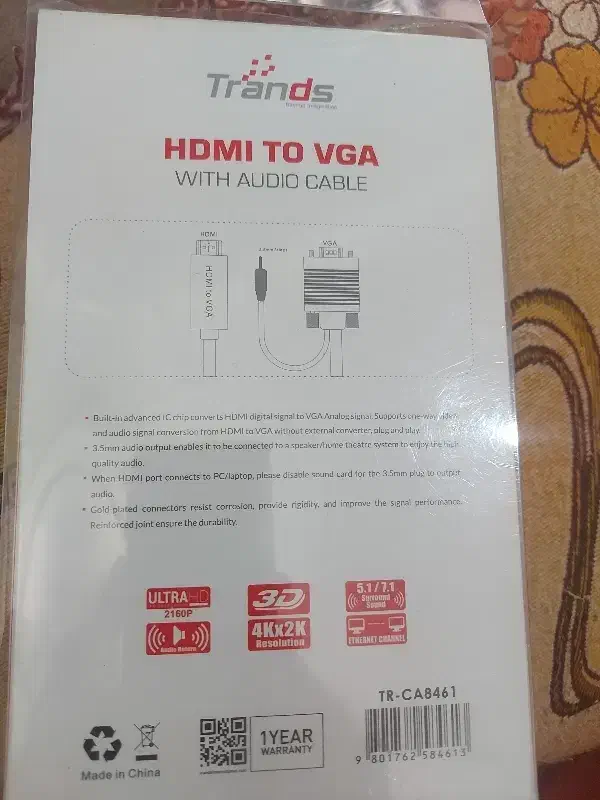 Trands
HDMI TO VGA
WITH AUDIO CABLE
HDMI
VGA
HDMI to VGA
• Built-in advanced IC chip converts HDMI digital signal to VGA Analog signal. Supports one-way video
and audio signal conversion from HDMI to VGA without external converter, plug and play.
• 3.5mm audio output enables it to be connected to a speaker/home theatre system to enjoy the high
quality audio.
• When HDMI port connects to PC/laptop, please disable sound card for the 3.5mm plug to output
audio.
• Gold plated connectors resist corrosion, provide rigidity, and improve the signal performance.
Reinforced joint ensure the durability.
ULTRAHD
2160P
3D
5.1 / 7.1
Surround
Sound
Audio Return
4Kx2K
Resolution
ETHERNET CHANNEL
TR-CA8461
1YEAR
WARRANTY
Made in China
9 801762 584613